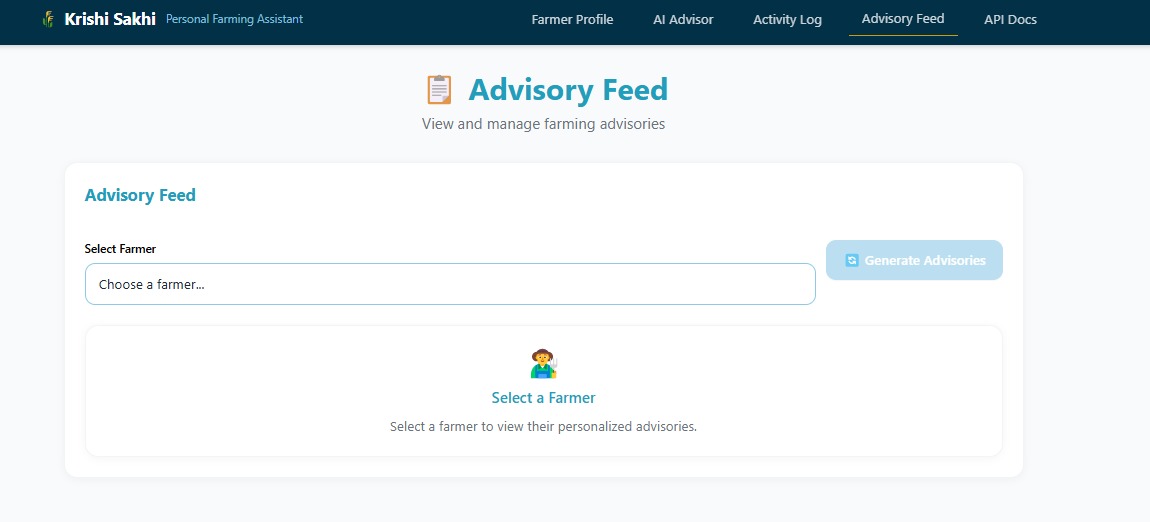 Krishi Sakhi Personal Farming Assistant Farmer Profile AI Advisor Activity Log Advisory Feed API Docs
Advisory Feed
View and manage farming advisories
Advisory Feed
Select Farmer
Choose a farmer...
Generate Advisories
Select a Farmer
Select a farmer to view their personalized advisories.